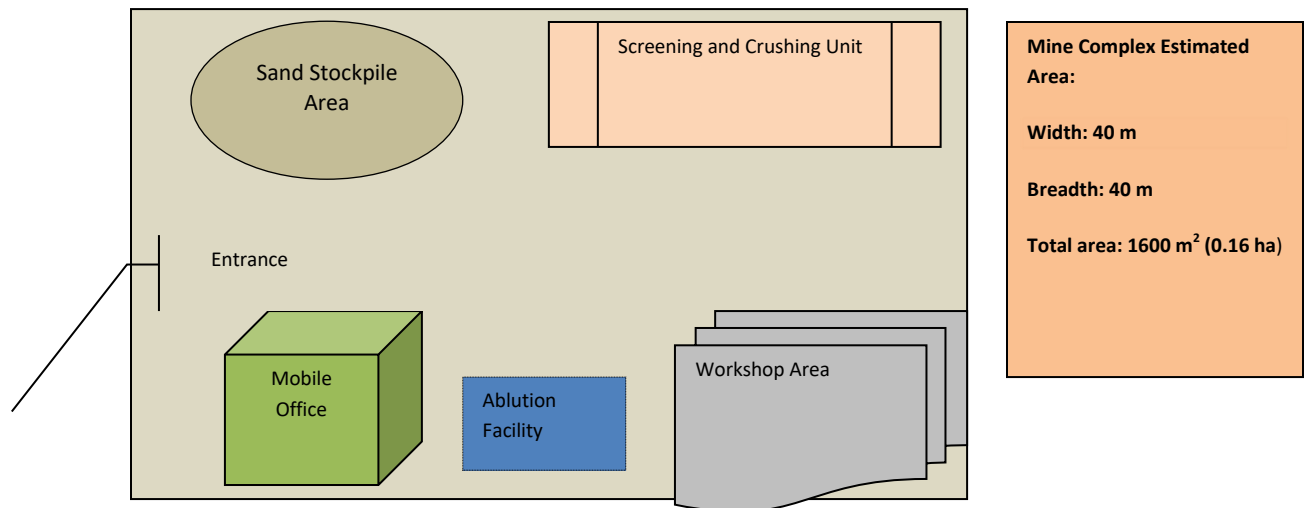 Sand Stockpile
Area
Screening and Crushing Unit
Entrance
Mobile
Office
Ablution
Facility
Workshop Area
Mine Complex Estimated
Area:
Width: 40 m
Breadth: 40 m
Total area: 1600 m² (0.16 ha)